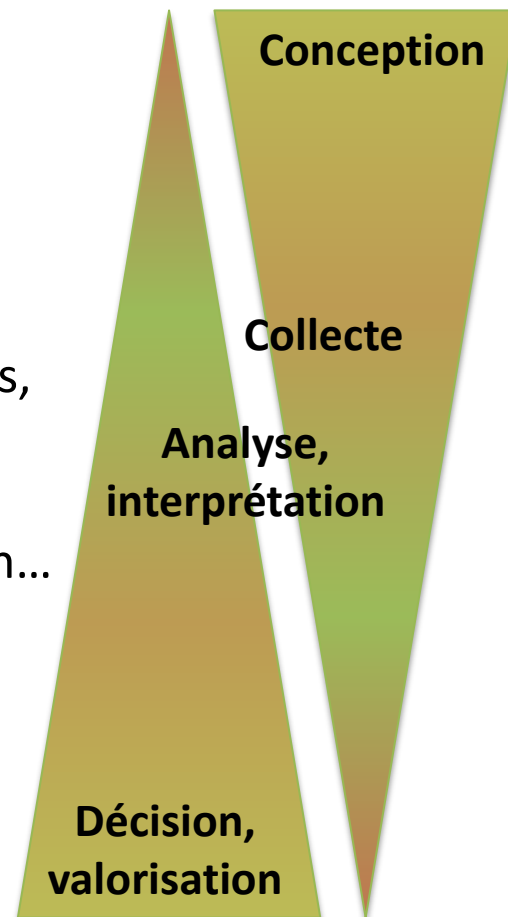 Conception
Collecte
s,
Analyse,
interprétation
n...
Décision,
valorisation